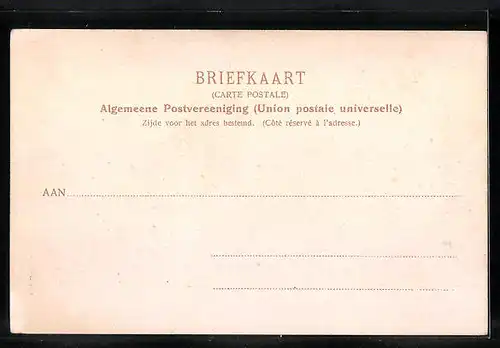 BRIEFKAART
(CARTE POSTALE)
Algemeene Postvereeniging (Union postale universelle)
Zijde voor het adres bestemd. (Côté réservé à l'adresse.)
AAN